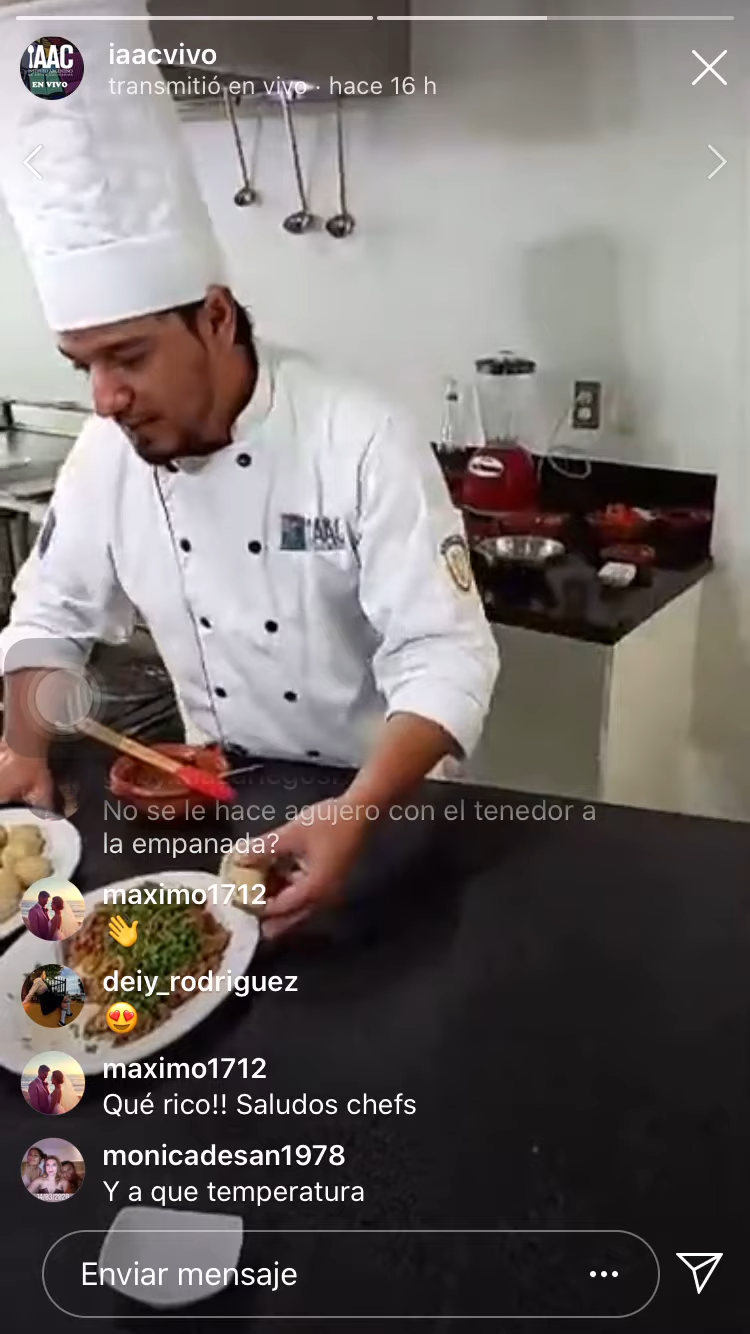 iAAC
EN VIVO
iaacvivo
transmitió en vivo · hace 16 h
No se le hace agujero con el tenedor a
la empanada?
maximo1712
👋
deiy_rodriguez
😍
maximo1712
Qué rico!! Saludos chefs
monicadesan1978
Y a que temperatura
Enviar mensaje